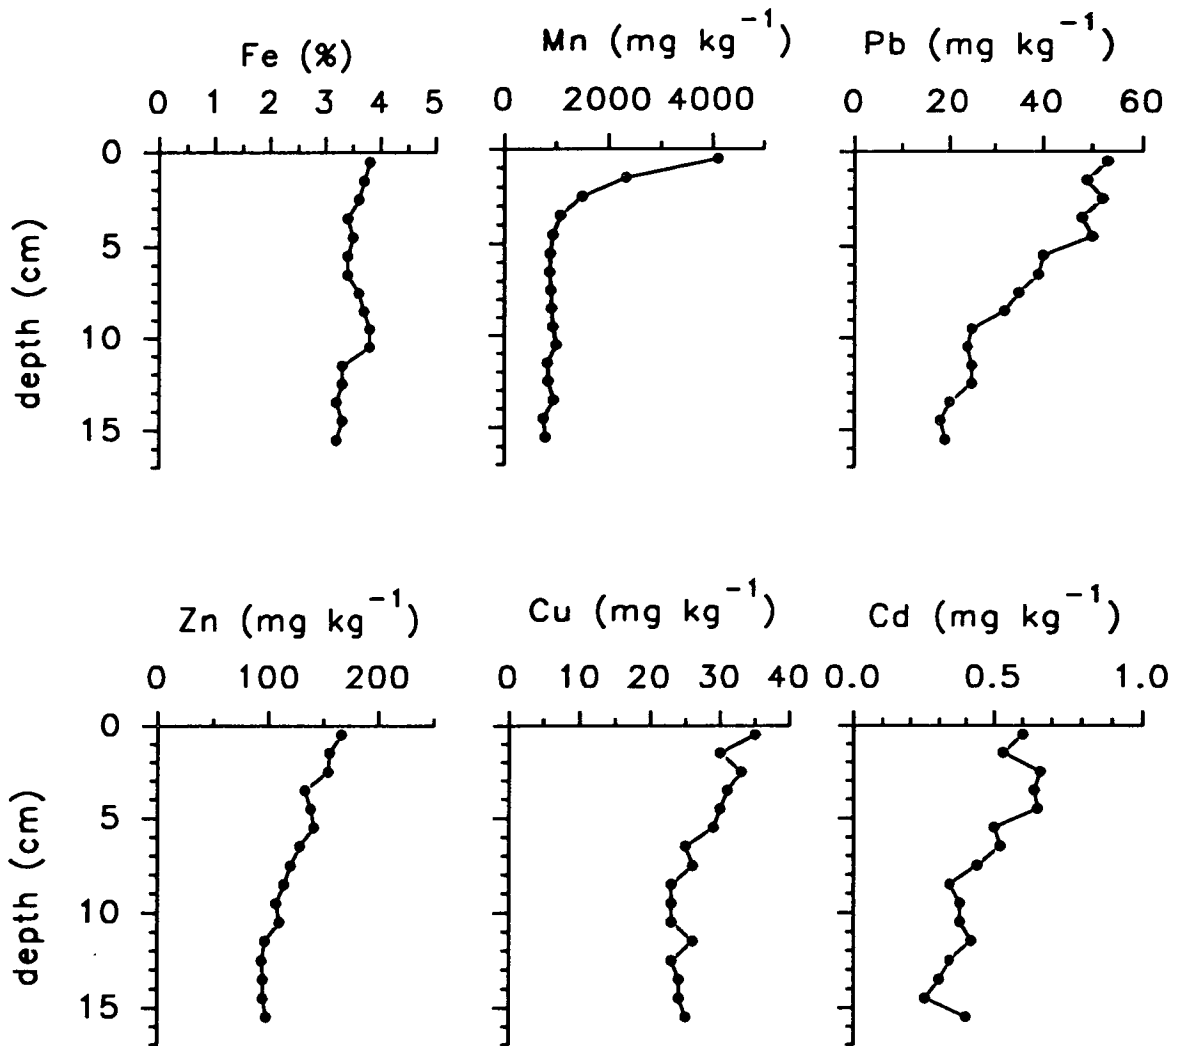 Fe (%)
Mn (mg kg⁻¹)
Pb (mg kg⁻¹)
0 1 2 3 4 5
0 2000 4000
0 20 40 60
0
5
10
15
depth (cm)
Zn (mg kg⁻¹)
Cu (mg kg⁻¹)
Cd (mg kg⁻¹)
0 100 200
0 10 20 30 40
0.0 0.5 1.0
0
5
10
15
depth (cm)